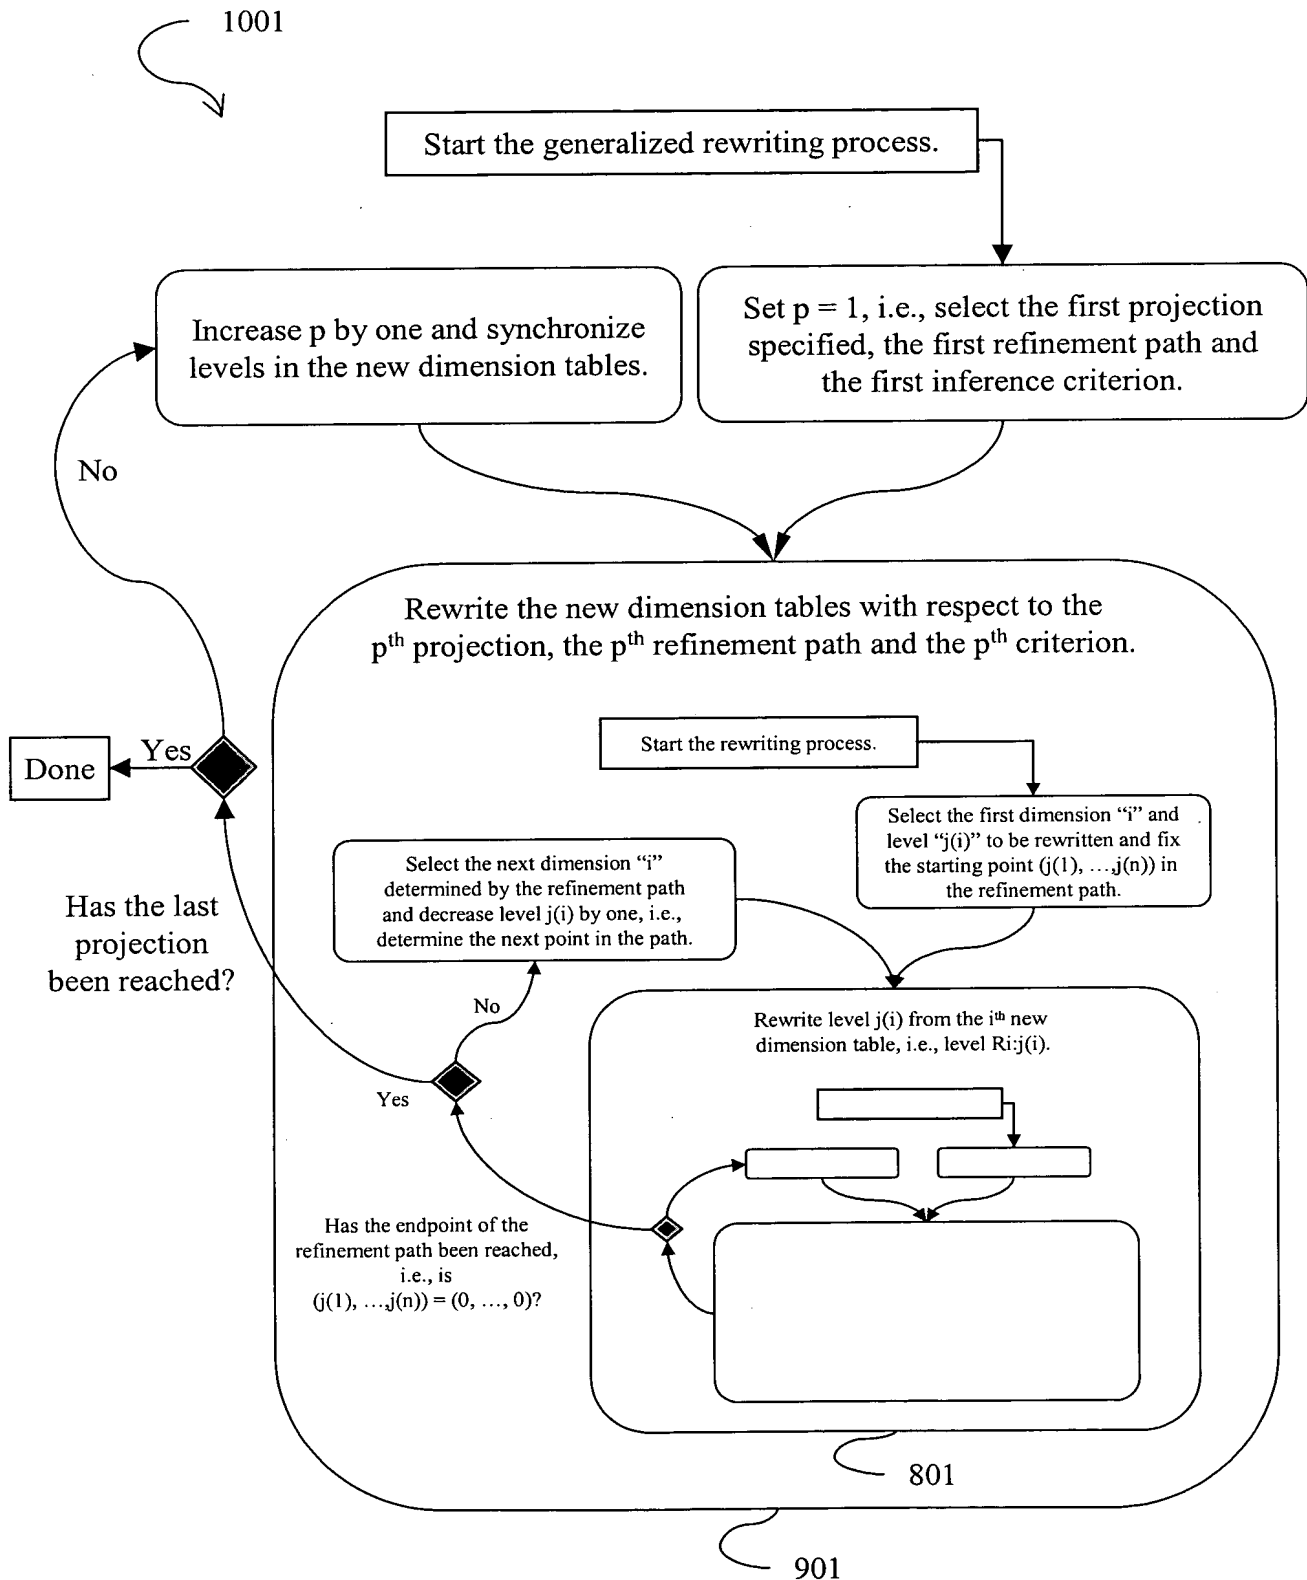 1001
Start the generalized rewriting process.
Increase p by one and synchronize
levels in the new dimension tables.
Set p = 1, i.e., select the first projection
specified, the first refinement path and
the first inference criterion.
No
Rewrite the new dimension tables with respect to the
pth projection, the pth refinement path and the pth criterion.
Start the rewriting process.
Done
Yes
Select the first dimension “i” and
level “j(i)” to be rewritten and fix
the starting point (j(1), …,j(n)) in
the refinement path.
Select the next dimension “i”
determined by the refinement path
and decrease level j(i) by one, i.e.,
determine the next point in the path.
Has the last
projection
been reached?
No
Yes
Rewrite level j(i) from the ith new
dimension table, i.e., level Ri:j(i).
Has the endpoint of the
refinement path been reached,
i.e., is
(j(1), …,j(n)) = (0, …, 0)?
801
901